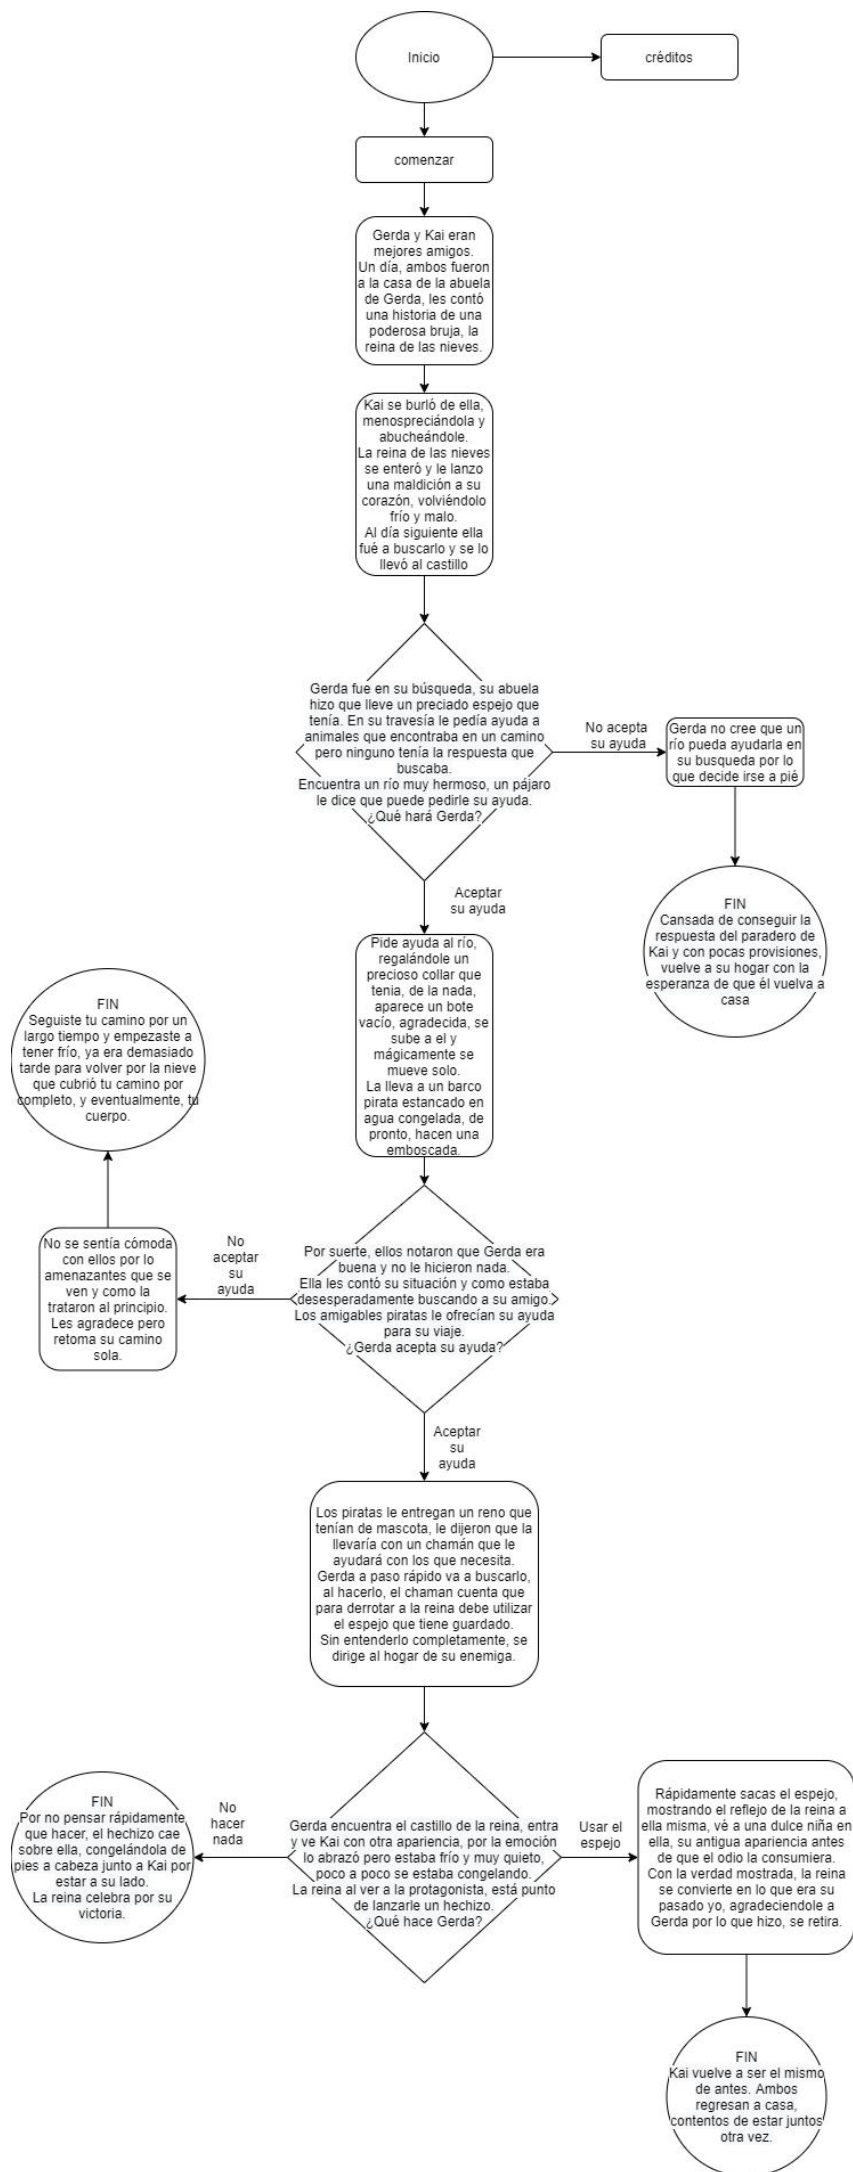 Inicio
créditos
comenzar
Gerda y Kai eran
mejores amigos.
Un día, ambos fueron
a la casa de la abuela
de Gerda, les contó
una historia de una
poderosa bruja, la
reina de las nieves.
Kai se burló de ella,
menospreciándola y
abucheándole.
La reina de las nieves
se enteró y le lanzo
una maldición a su
corazón, volviéndolo
frío y malo.
Al día siguiente ella
fué a buscarlo y se lo
llevó al castillo
Gerda fue en su búsqueda, su abuela
hizo que lleve un preciado espejo que
tenía. En su travesía le pedía ayuda a
animales que encontraba en un camino
pero ninguno tenía la respuesta que
buscaba.
Encuentra un río muy hermoso, un pájaro
le dice que puede pedirle su ayuda.
¿Qué hará Gerda?
No acepta
su ayuda
Gerda no cree que un
río pueda ayudarla en
su busqueda por lo
que decide irse a pié
FIN
Cansada de conseguir la
respuesta del paradero de
Kai y con pocas provisiones,
vuelve a su hogar con la
esperanza de que él vuelva a
casa
Aceptar
su ayuda
Pide ayuda al río,
regalándole un
precioso collar que
tenia, de la nada,
aparece un bote
vacío, agradecida, se
sube a el y
mágicamente se
mueve solo.
La lleva a un barco
pirata estancado en
agua congelada, de
pronto, hacen una
emboscada.
FIN
Seguiste tu camino por un
largo tiempo y empezaste a
tener frío, ya era demasiado
tarde para volver por la nieve
que cubrió tu camino por
completo, y eventualmente, tu
cuerpo.
No se sentía cómoda
con ellos por lo
amenazantes que se
ven y como la
trataron al principio.
Les agradece pero
retoma su camino
sola.
No
aceptar
su
ayuda
Por suerte, ellos notaron que Gerda era
buena y no le hicieron nada.
Ella les contó su situación y como estaba
desesperadamente buscando a su amigo.
Los amigables piratas le ofrecían su ayuda
para su viaje.
¿Gerda acepta su ayuda?
Aceptar
su
ayuda
Los piratas le entregan un reno que
tenían de mascota, le dijeron que la
llevaría con un chamán que le
ayudará con los que necesita.
Gerda a paso rápido va a buscarlo,
al hacerlo, el chaman cuenta que
para derrotar a la reina debe utilizar
el espejo que tiene guardado.
Sin entenderlo completamente, se
dirige al hogar de su enemiga.
FIN
Por no pensar rápidamente
que hacer, el hechizo cae
sobre ella, congelándola de
pies a cabeza junto a Kai por
estar a su lado.
La reina celebra por su
victoria.
No
hacer
nada
Gerda encuentra el castillo de la reina, entra
y ve Kai con otra apariencia, por la emoción
lo abrazó pero estaba frío y muy quieto,
poco a poco se estaba congelando.
La reina al ver a la protagonista, está punto
de lanzarle un hechizo.
¿Qué hace Gerda?
Usar el
espejo
Rápidamente sacas el espejo,
mostrando el reflejo de la reina a
ella misma, vé a una dulce niña en
ella, su antigua apariencia antes
de que el odio la consumiera.
Con la verdad mostrada, la reina
se convierte en lo que era su
pasado yo, agradeciendole a
Gerda por lo que hizo, se retira.
FIN
Kai vuelve a ser el mismo
de antes. Ambos
regresan a casa,
contentos de estar juntos
otra vez.